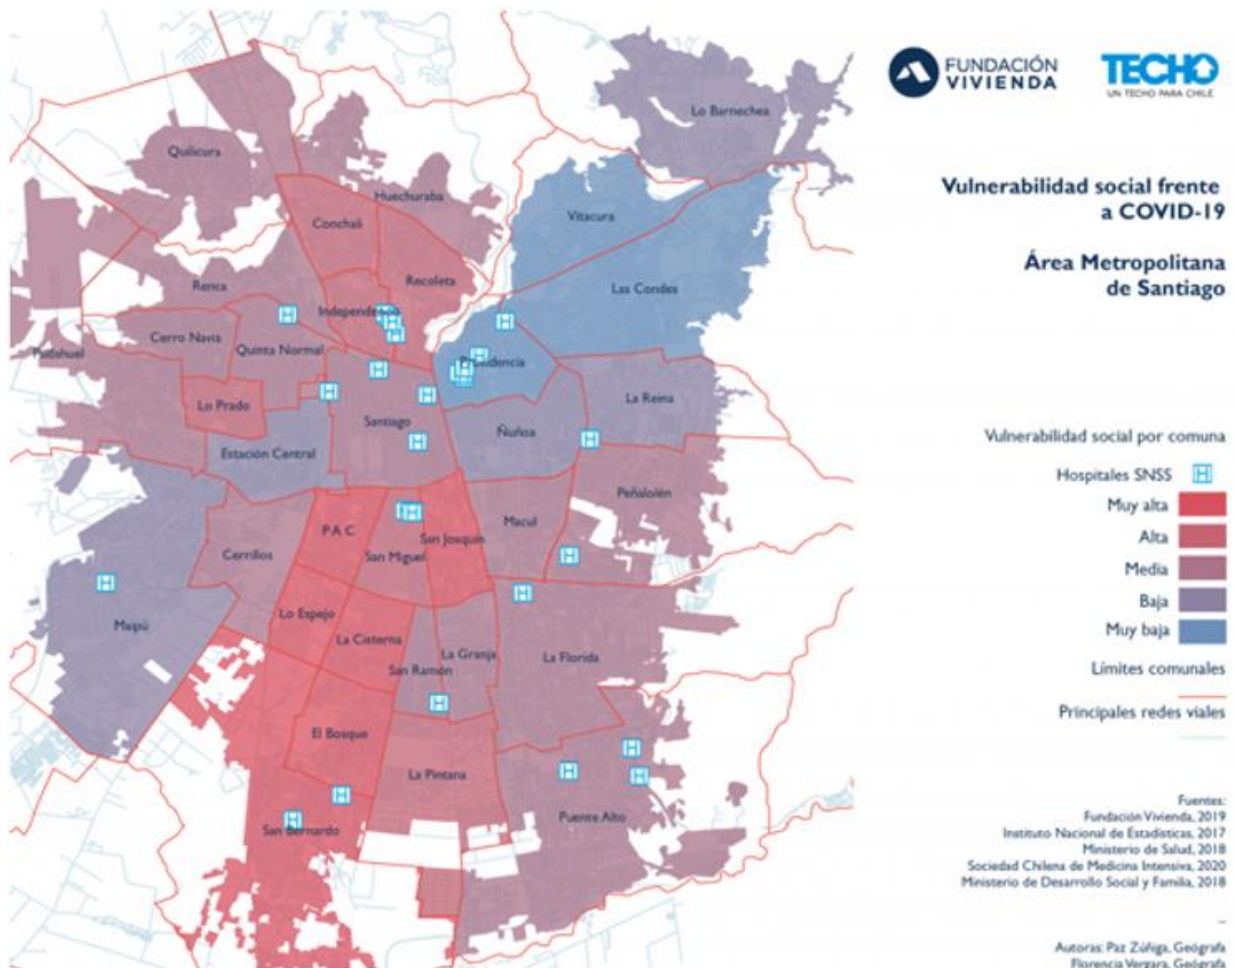 FUNDACIÓN
VIVIENDA
TECHO
UN TECHO PARA CHILE
Vulnerabilidad social frente
a COVID-19
Área Metropolitana
de Santiago
Vulnerabilidad social por comuna
Hospitales SNSS
H
Muy alta
Alta
Media
Baja
Muy baja
Límites comunales
Principales redes viales
Fuentes:
Fundación Vivienda, 2019
Instituto Nacional de Estadísticas, 2017
Ministerio de Salud, 2018
Sociedad Chilena de Medicina Intensiva, 2020
Ministerio de Desarrollo Social y Familia, 2018
–
Autoras: Paz Zúñiga, Geógrafa
Florencia Vergara, Geógrafa
Lo Barnechea
Quilicura
Huechuraba
Vitacura
Conchalí
Recoleta
Las Condes
Renca
Independencia
Cerro Navia
Quinta Normal
Pudahuel
Providencia
Lo Prado
La Reina
Santiago
Ñuñoa
Estación Central
Peñalolén
Macul
P A C
San Joaquín
San Miguel
Cerrillos
Lo Espejo
Maipú
La Cisterna
La Granja
San Ramón
La Florida
El Bosque
La Pintana
Puente Alto
San Bernardo